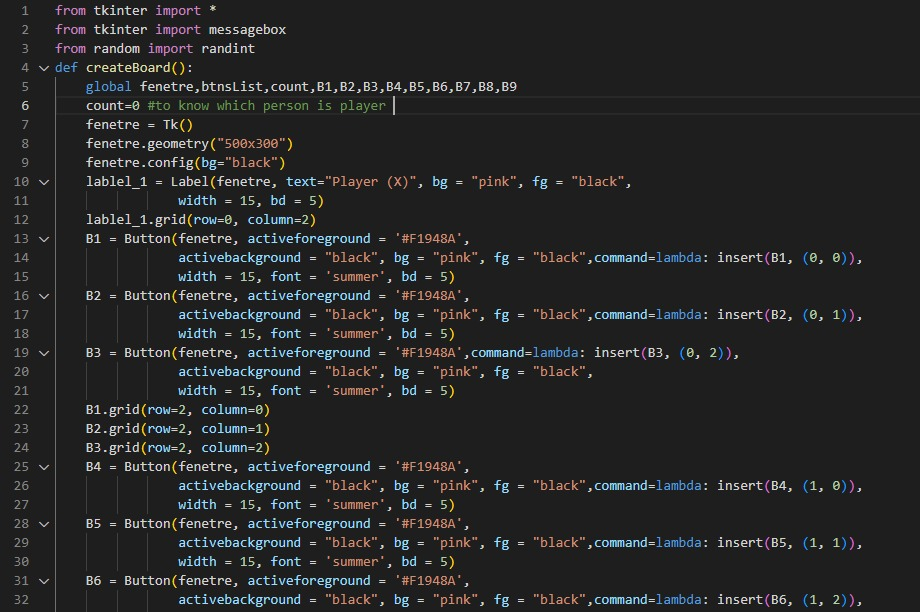 1 from tkinter import *
2 from tkinter import messagebox
3 from random import randint
4 def createBoard():
5 global fenetre,btnsList,count,B1,B2,B3,B4,B5,B6,B7,B8,B9
6 count=0 #to know which person is player
7 fenetre = Tk()
8 fenetre.geometry("500x300")
9 fenetre.config(bg="black")
10 lablel_1 = Label(fenetre, text="Player (X)", bg = "pink", fg = "black",
11 width = 15, bd = 5)
12 lablel_1.grid(row=0, column=2)
13 B1 = Button(fenetre, activeforeground = '#F1948A',
14 activebackground = "black", bg = "pink", fg = "black",command=lambda: insert(B1, (0, 0)),
15 width = 15, font = 'summer', bd = 5)
16 B2 = Button(fenetre, activeforeground = '#F1948A',
17 activebackground = "black", bg = "pink", fg = "black",command=lambda: insert(B2, (0, 1)),
18 width = 15, font = 'summer', bd = 5)
19 B3 = Button(fenetre, activeforeground = '#F1948A',command=lambda: insert(B3, (0, 2)),
20 activebackground = "black", bg = "pink", fg = "black",
21 width = 15, font = 'summer', bd = 5)
22 B1.grid(row=2, column=0)
23 B2.grid(row=2, column=1)
24 B3.grid(row=2, column=2)
25 B4 = Button(fenetre, activeforeground = '#F1948A',
26 activebackground = "black", bg = "pink", fg = "black",command=lambda: insert(B4, (1, 0)),
27 width = 15, font = 'summer', bd = 5)
28 B5 = Button(fenetre, activeforeground = '#F1948A',
29 activebackground = "black", bg = "pink", fg = "black",command=lambda: insert(B5, (1, 1)),
30 width = 15, font = 'summer', bd = 5)
31 B6 = Button(fenetre, activeforeground = '#F1948A',
32 activebackground = "black", bg = "pink", fg = "black",command=lambda: insert(B6, (1, 2)),